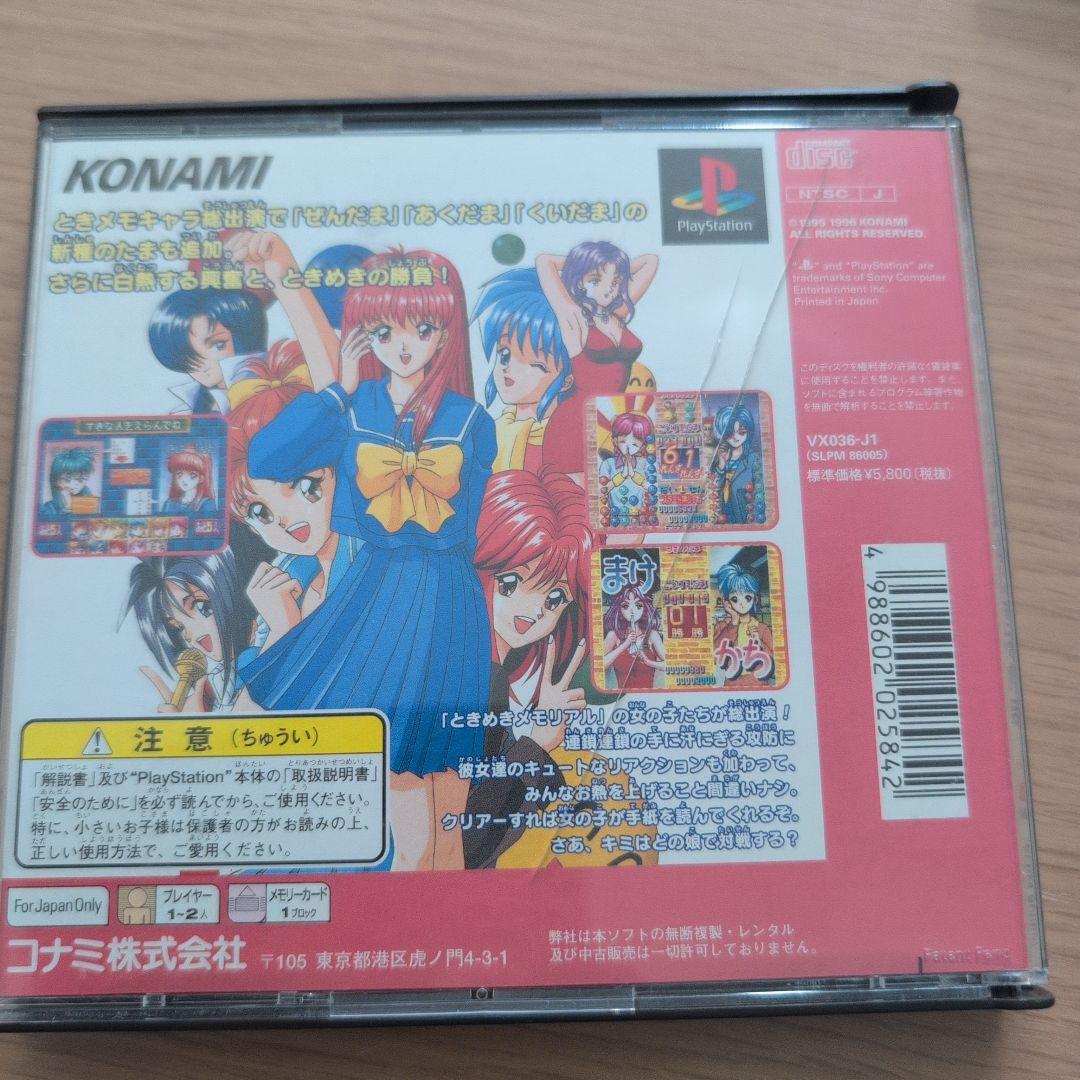 KONAMI
ときメモキャラ総出演で「ぜんだま」「あくだま」「くいだま」の
新種のたまも追加。
さらに白熱する興奮と、ときめきの勝負!
PlayStation
COMPACT
disc
NTSC J
©1995 1996 KONAMI
ALL RIGHTS RESERVED.
" " and "PlayStation" are
trademarks of Sony Computer
Entertainment Inc.
Printed in Japan
このディスクを権利者の許諾なく賃貸業
に使用することを禁止します。また、
ソフトに含まれるプログラム等著作物
を無断で解析することを禁止します。
VX036-J1
(SLPM 86005)
標準価格¥5,800(税抜)
4 988602 025842
すきな人をえらんでね
61
まけ
01
勝 勝
かち
「ときめきメモリアル」の女の子たちが総出演!
連鎖連鎖の手に汗にぎる攻防に
彼女達のキュートなリアクションも加わって、
みんなお熱を上げること間違いナシ。
クリアーすれば女の子が手紙を読んでくれるぞ。
さあ、キミはどの娘で対戦する?
注意(ちゅうい)
「解説書」及び"PlayStation"本体の「取扱説明書」
「安全のために」を必ず読んでから、ご使用ください。
特に、小さいお子様は保護者の方がお読みの上、
正しい使用方法で、ご愛用ください。
For Japan Only
プレイヤー
1~2人
メモリーカード
1ブロック
コナミ株式会社 〒105 東京都港区虎ノ門4-3-1
弊社は本ソフトの無断複製・レンタル
及び中古販売は一切許可しておりません。